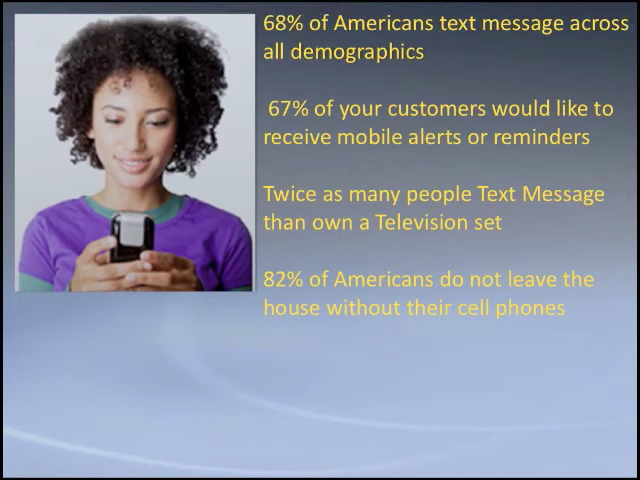 68% of Americans text message across
all demographics
67% of your customers would like to
receive mobile alerts or reminders
Twice as many people Text Message
than own a Television set
82% of Americans do not leave the
house without their cell phones